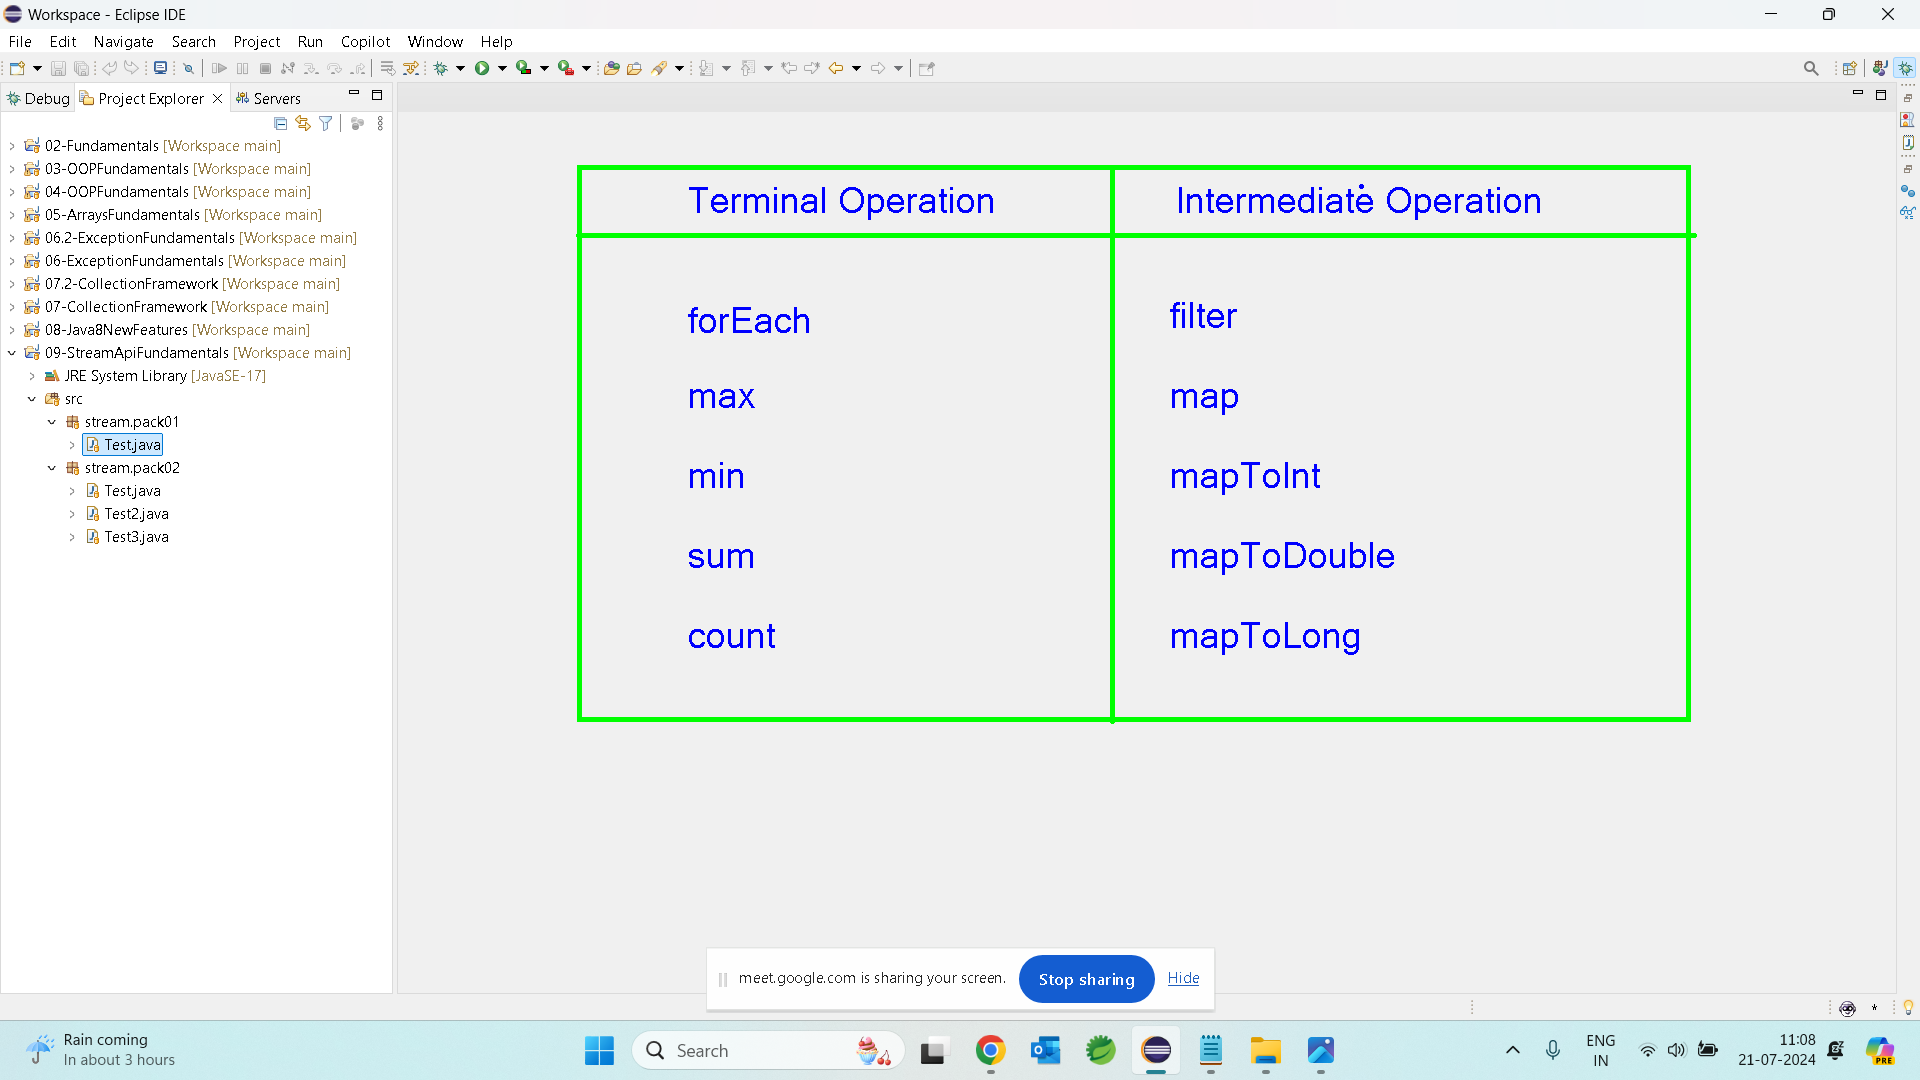 Workspace - Eclipse IDE
File Edit Navigate Search Project Run Copilot Window Help
Debug Project Explorer Servers
02-Fundamentals [Workspace main]
03-OOPFundamentals [Workspace main]
04-OOPFundamentals [Workspace main]
05-ArraysFundamentals [Workspace main]
06.2-ExceptionFundamentals [Workspace main]
06-ExceptionFundamentals [Workspace main]
07.2-CollectionFramework [Workspace main]
07-CollectionFramework [Workspace main]
08-Java8NewFeatures [Workspace main]
09-StreamApiFundamentals [Workspace main]
JRE System Library [JavaSE-17]
src
stream.pack01
Test.java
stream.pack02
Test.java
Test2.java
Test3.java
Terminal Operation Intermediate Operation
forEach filter
max map
min mapToInt
sum mapToDouble
count mapToLong
meet.google.com is sharing your screen. Stop sharing Hide
Rain coming
In about 3 hours
Search
ENG
IN
11:08
21-07-2024
PRE